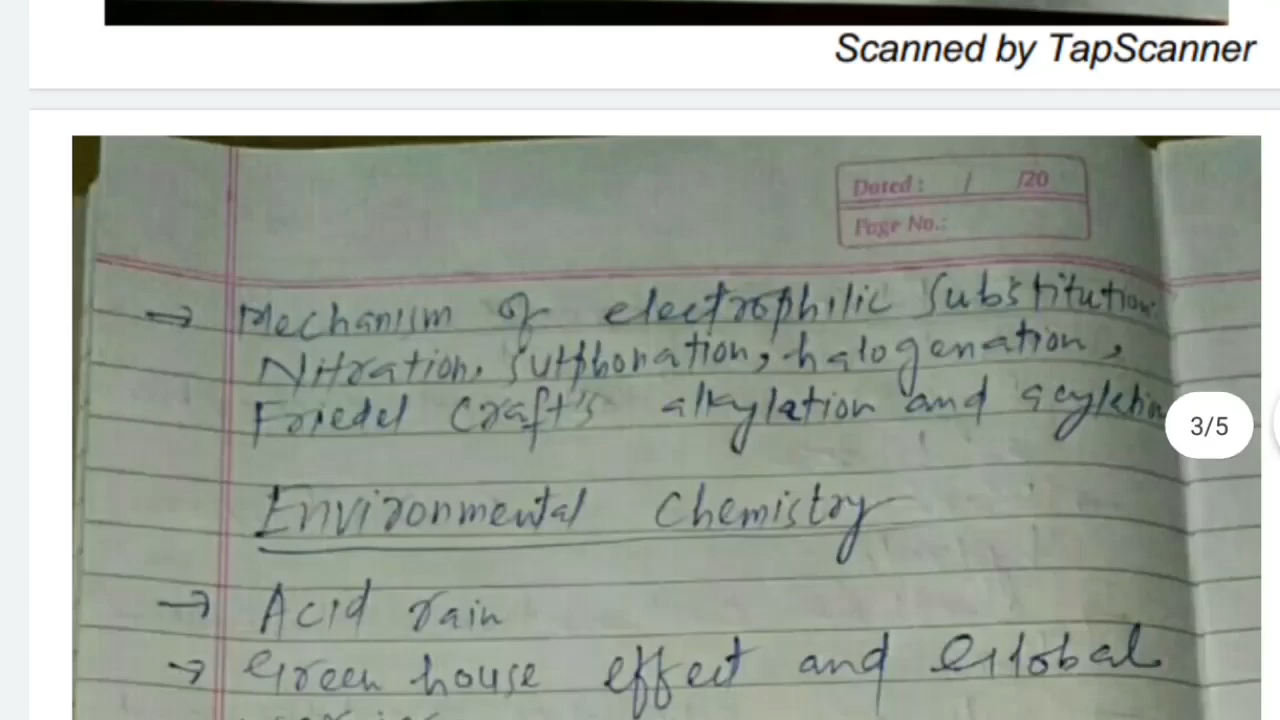 Scanned by TapScanner
Dated : / /20
Page No.:
→ Mechanism of electrophilic substitution
Nitration, sulphonation, halogenation,
Friedel Craft's alkylation and acylation
3/5
Environmental Chemistry
→ Acid rain
→ Green house effect and Global